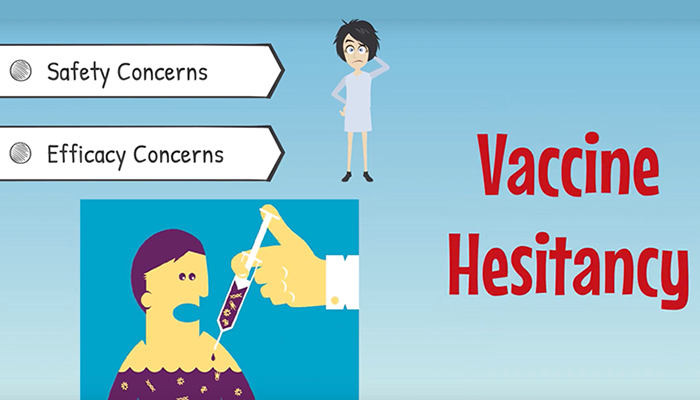 Safety Concerns
Efficacy Concerns
Vaccine
Hesitancy